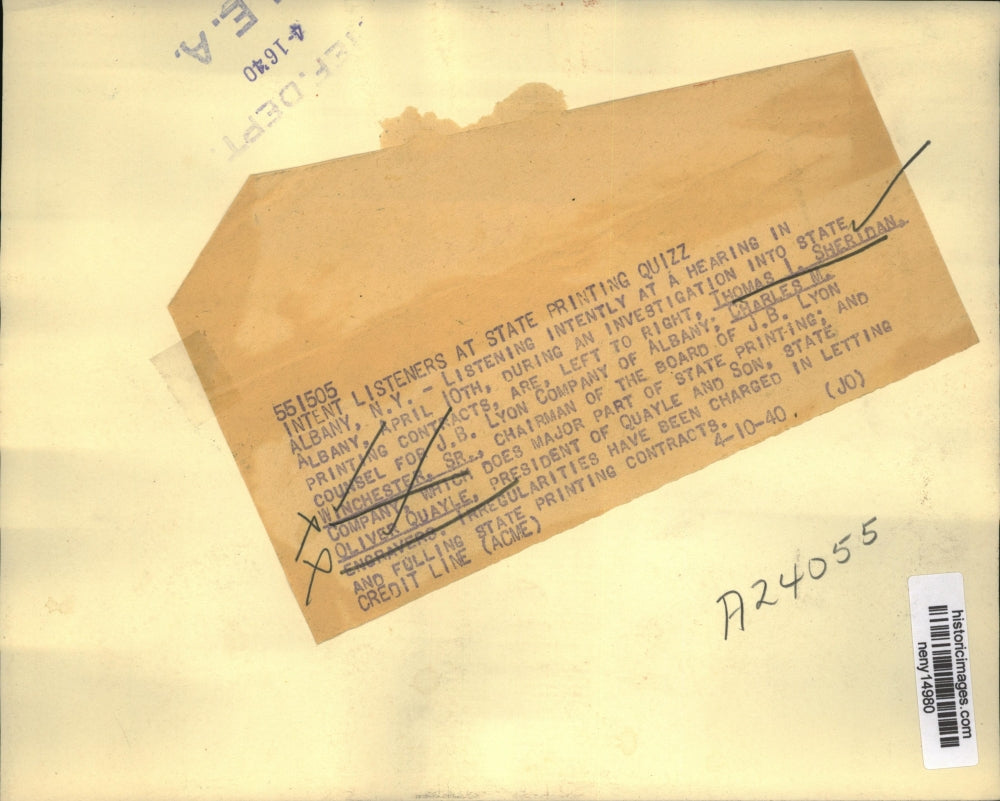 E.A.
4-16-40
REF. DEPT
551505
INTENT LISTENERS AT STATE PRINTING QUIZZ
ALBANY, N.Y. - LISTENING INTENTLY AT A HEARING IN
ALBANY, APRIL 10TH, DURING AN INVESTIGATION INTO STATE
PRINTING CONTRACTS, ARE, LEFT TO RIGHT, THOMAS I. SHERIDAN,
COUNSEL FOR J.B. LYON COMPANY OF ALBANY; CHARLES M.
WINCHESTER, SR., CHAIRMAN OF THE BOARD OF J.B. LYON
COMPANY, WHICH DOES MAJOR PART OF STATE PRINT-ING; AND
OLIVER QUAYLE, PRESIDENT OF QUAYLE AND SON, STATE
ENGRAVERS. IRREGULARITIES HAVE BEEN CHARGED IN LETTING
AND FULLING STATE PRINTING CONTRACTS.
CREDIT LINE (ACME) 4-10-40 (JO)
A24055
historicimages.com
neny14980